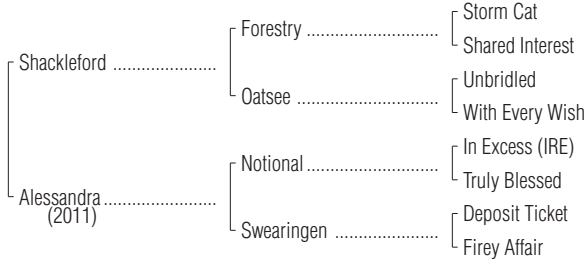 Storm Cat
Forestry ........................................
Shared Interest
Shackleford ........................
Unbridled
Oatsee ..........................................
With Every Wish
In Excess (IRE)
Notional ........................................
Truly Blessed
Alessandra ..........................
(2011)
Deposit Ticket
Swearingen ................................
Firey Affair